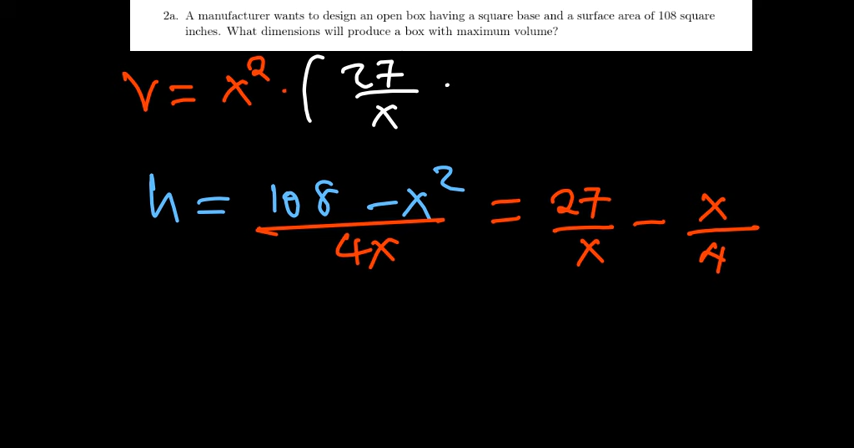 2a. A manufacturer wants to design an open box having a square base and a surface area of 108 square
inches. What dimensions will produce a box with maximum volume?
V = x² · ( 27/x ·
h = (108 - x²)/(4x) = 27/x - x/4